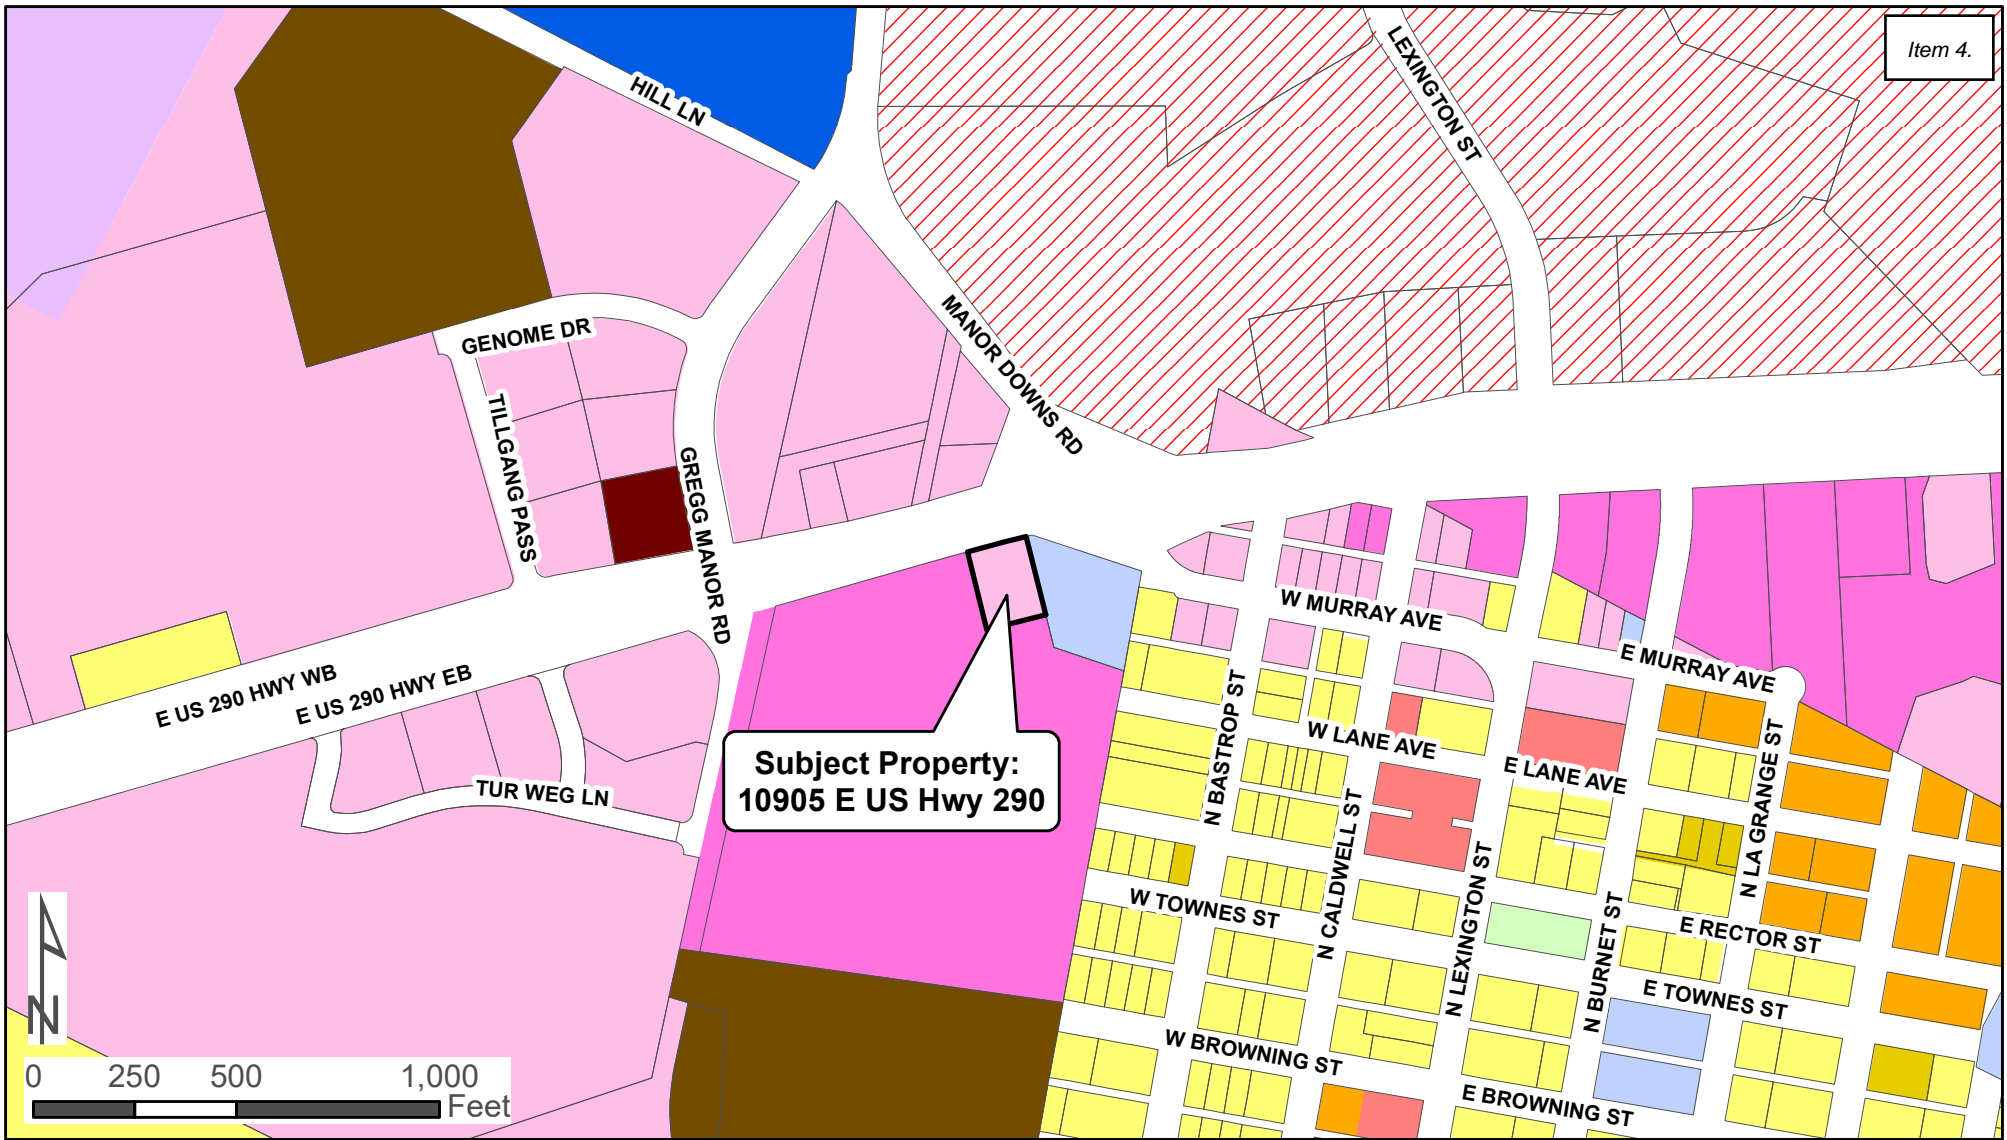 Item 4.
HILL LN
LEXINGTON ST
GENOME DR
MANOR DOWNS RD
TILLGANG PASS
GREGG MANOR RD
W MURRAY AVE
E MURRAY AVE
E US 290 HWY WB
E US 290 HWY EB
N BASTROP ST
W LANE AVE
E LANE AVE
N LA GRANGE ST
Subject Property:
10905 E US Hwy 290
TUR WEG LN
N CALDWELL ST
N LEXINGTON ST
N BURNET ST
W TOWNES ST
E RECTOR ST
E TOWNES ST
W BROWNING ST
E BROWNING ST
N
0 250 500 1,000
Feet